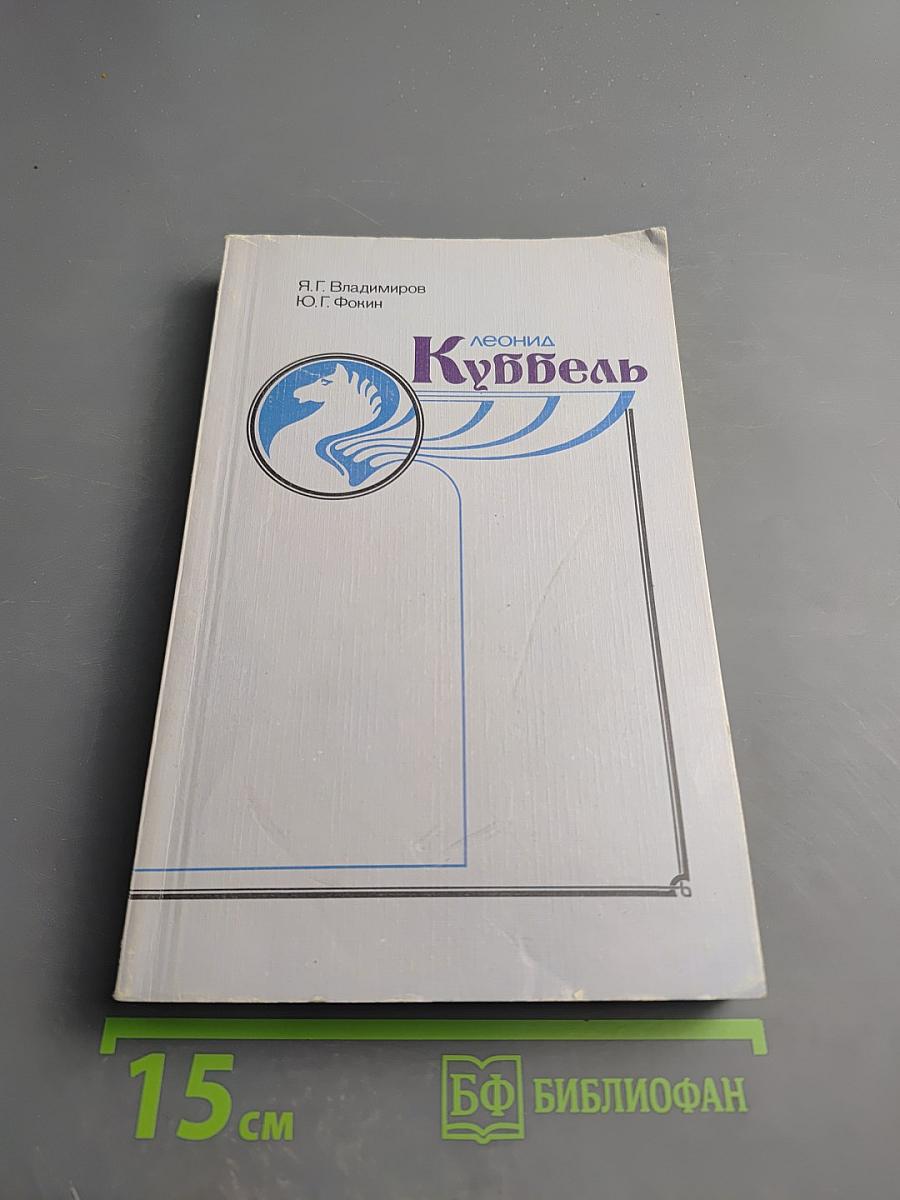 Я.Г. Владимиров
Ю.Г. Фокин
леонид
Куббель
15 см
БФ БИБЛИОФАН